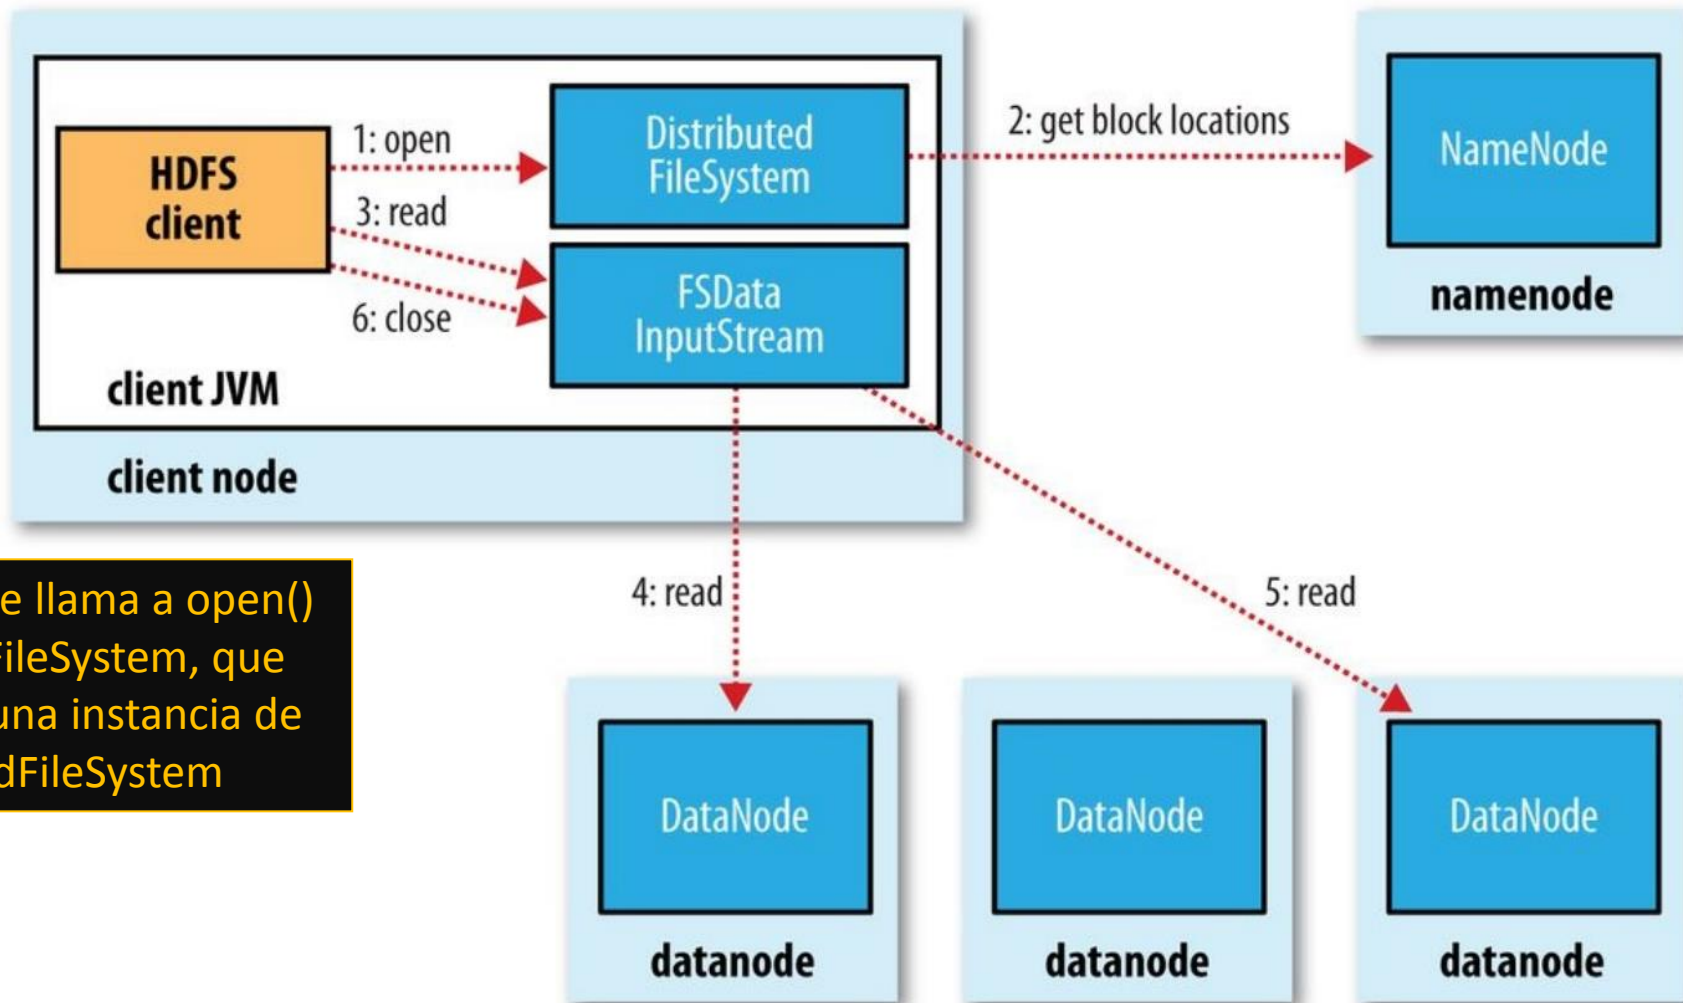 1: open
Distributed
FileSystem
2: get block locations
NameNode
namenode
HDFS
client
3: read
6: close
FSData
InputStream
client JVM
client node
e llama a open()
FileSystem, que
una instancia de
dFileSystem
4: read
5: read
DataNode
DataNode
DataNode
datanode
datanode
datanode